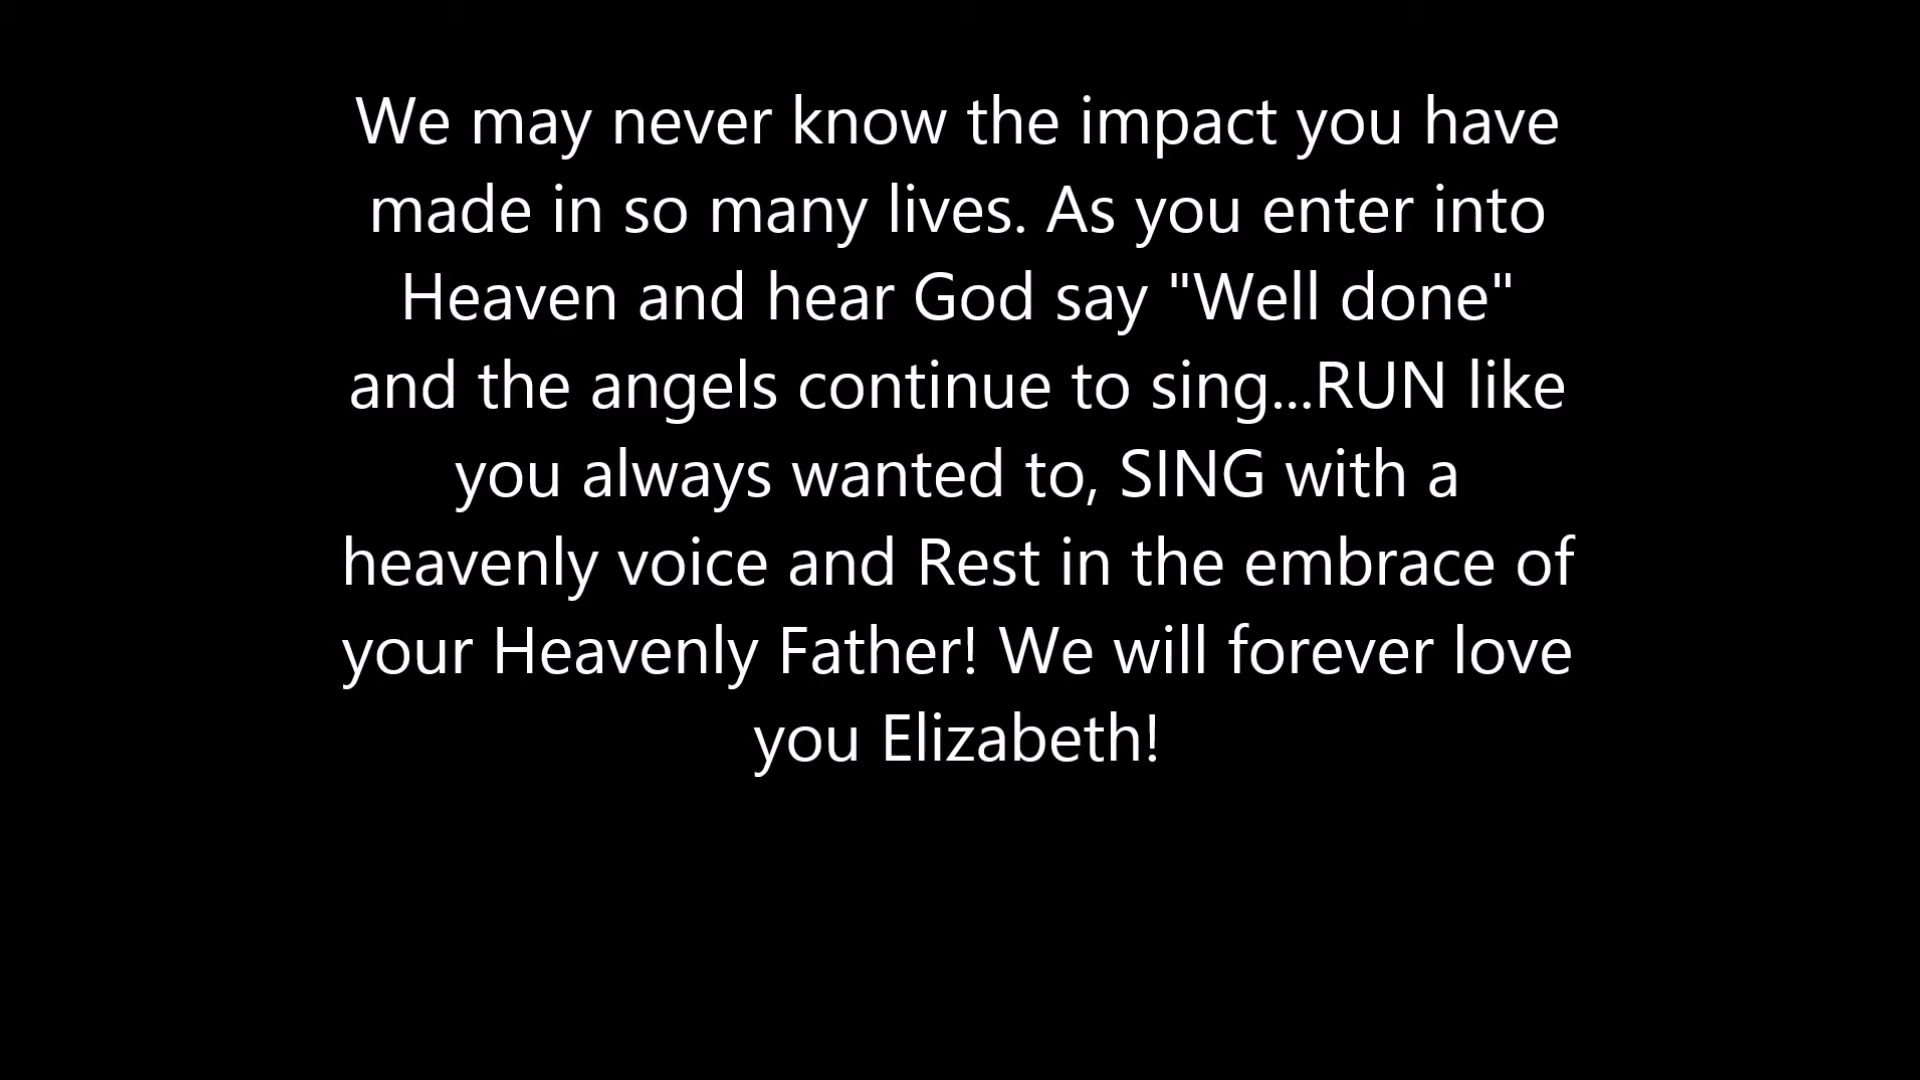 We may never know the impact you have
made in so many lives. As you enter into
Heaven and hear God say "Well done"
and the angels continue to sing...RUN like
you always wanted to, SING with a
heavenly voice and Rest in the embrace of
your Heavenly Father! We will forever love
you Elizabeth!